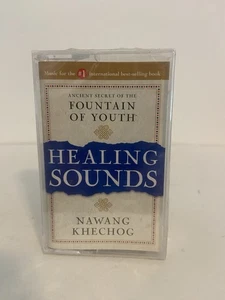 Music for the #1 international best-selling book
ANCIENT SECRET OF THE
FOUNTAIN
OF YOUTH
HEALING
SOUNDS
NAWANG
KHECHOG